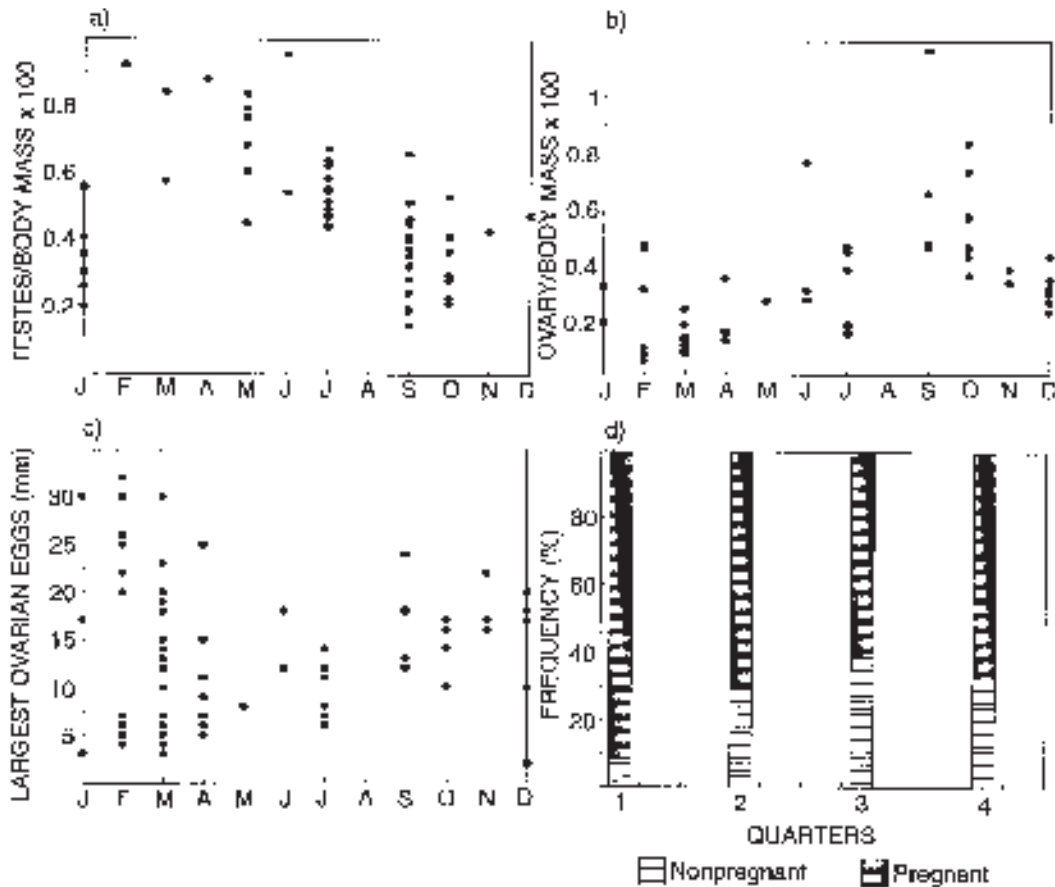 a)
TESTES/BODY MASS x 100
0.8
0.6
0.4
0.2
J F M A M J J A S O N D
b)
OVARY/BODY MASS x 100
1
0.8
0.6
0.4
0.2
J F M A M J J A S O N D
c)
LARGEST OVARIAN EGGS (mm)
30
25
20
15
10
5
J F M A M J J A S O N D
d)
FREQUENCY (%)
80
60
40
20
1 2 3 4
QUARTERS
Nonpregnant Pregnant